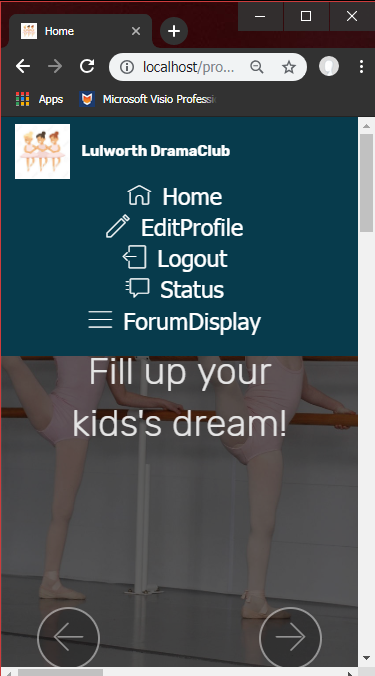 Home
localhost/pro...
Apps
Microsoft Visio Professi
Lulworth DramaClub
Home
EditProfile
Logout
Status
ForumDisplay
Fill up your
kids's dream!